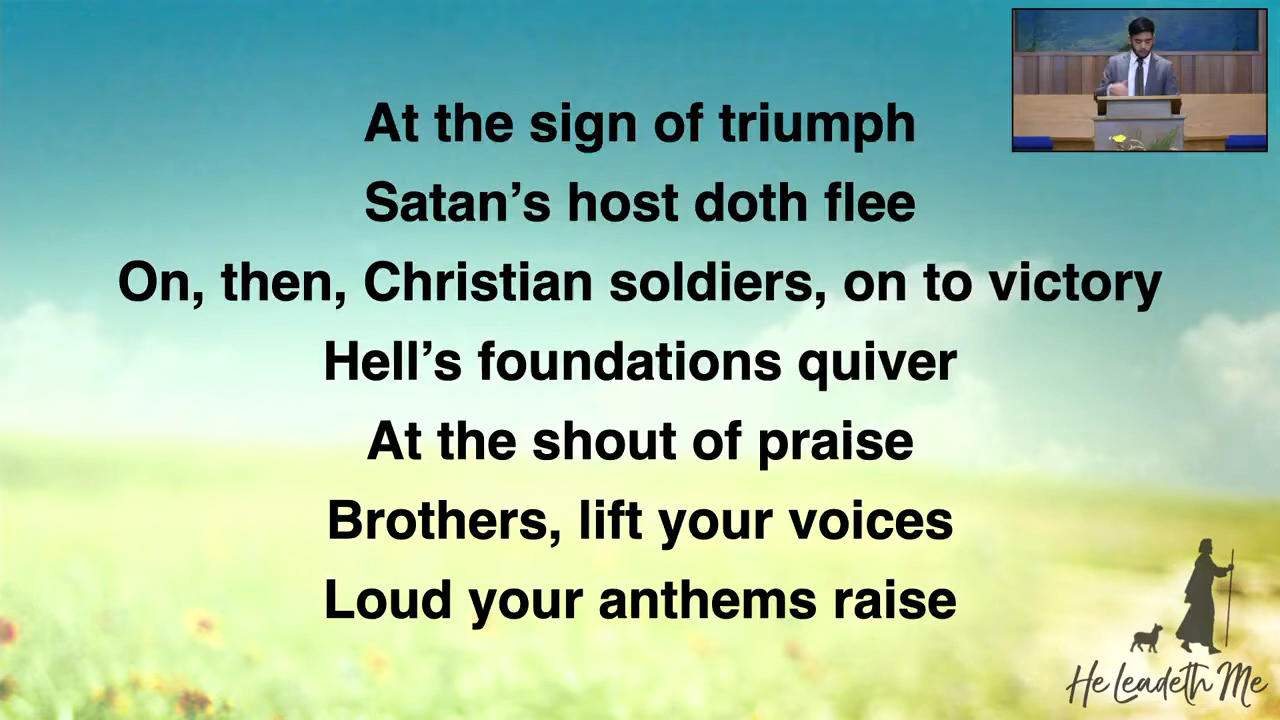 At the sign of triumph
Satan’s host doth flee
On, then, Christian soldiers, on to victory
Hell’s foundations quiver
At the shout of praise
Brothers, lift your voices
Loud your anthems raise
He Leadeth Me